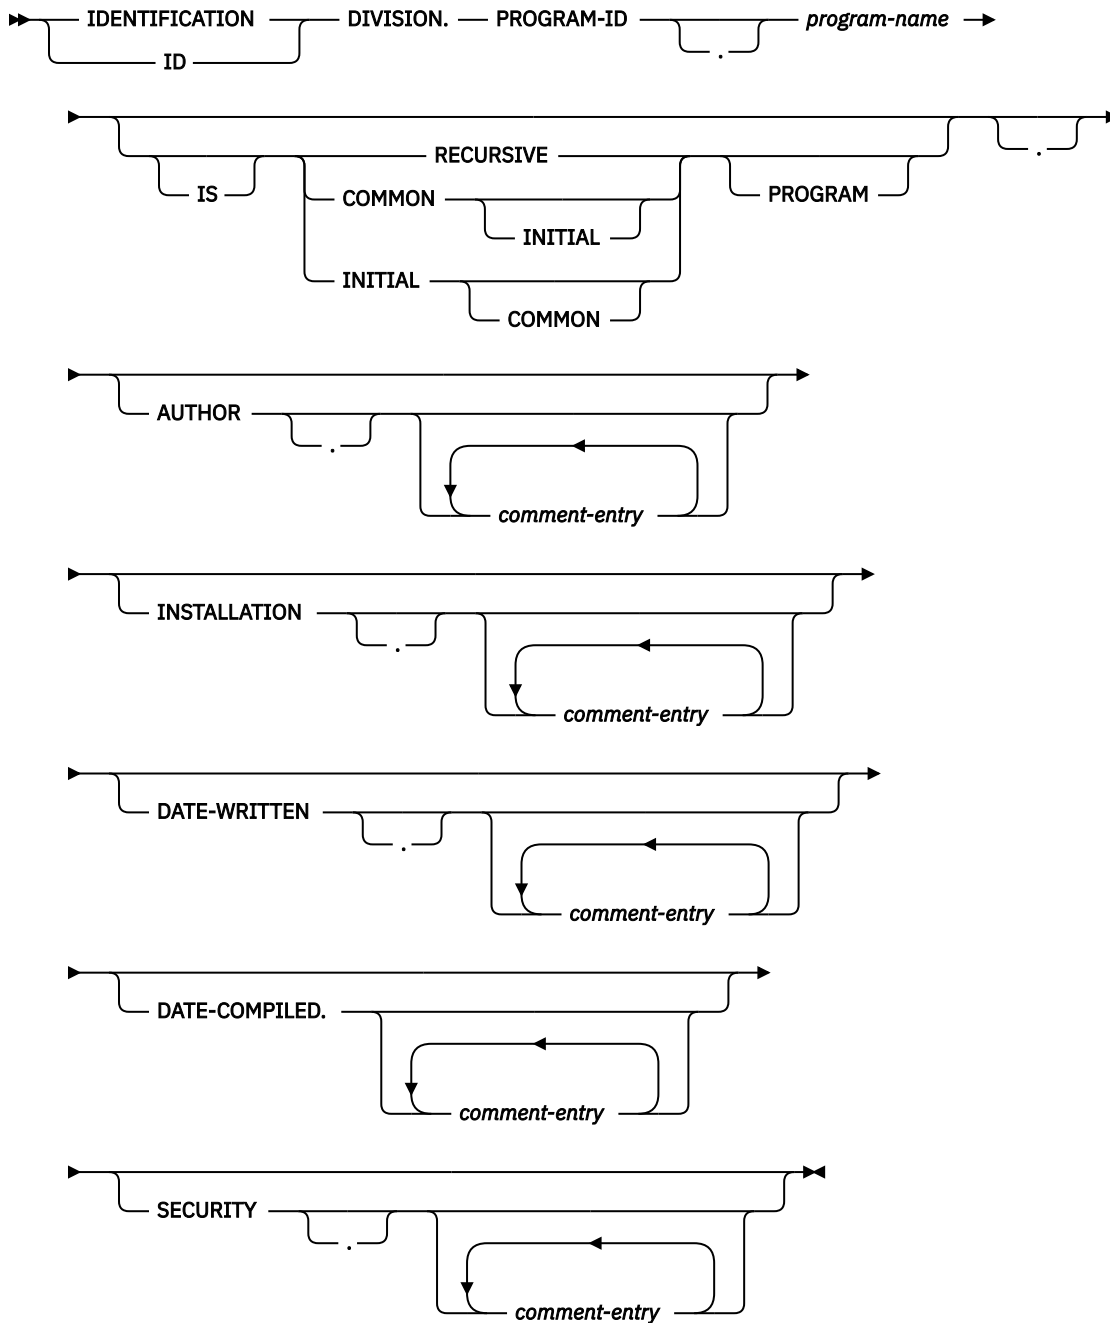 IDENTIFICATION DIVISION. PROGRAM-ID . program-name
ID
RECURSIVE .
IS COMMON PROGRAM
INITIAL
INITIAL
COMMON
AUTHOR .
comment-entry
INSTALLATION .
comment-entry
DATE-WRITTEN .
comment-entry
DATE-COMPILED.
comment-entry
SECURITY .
comment-entry